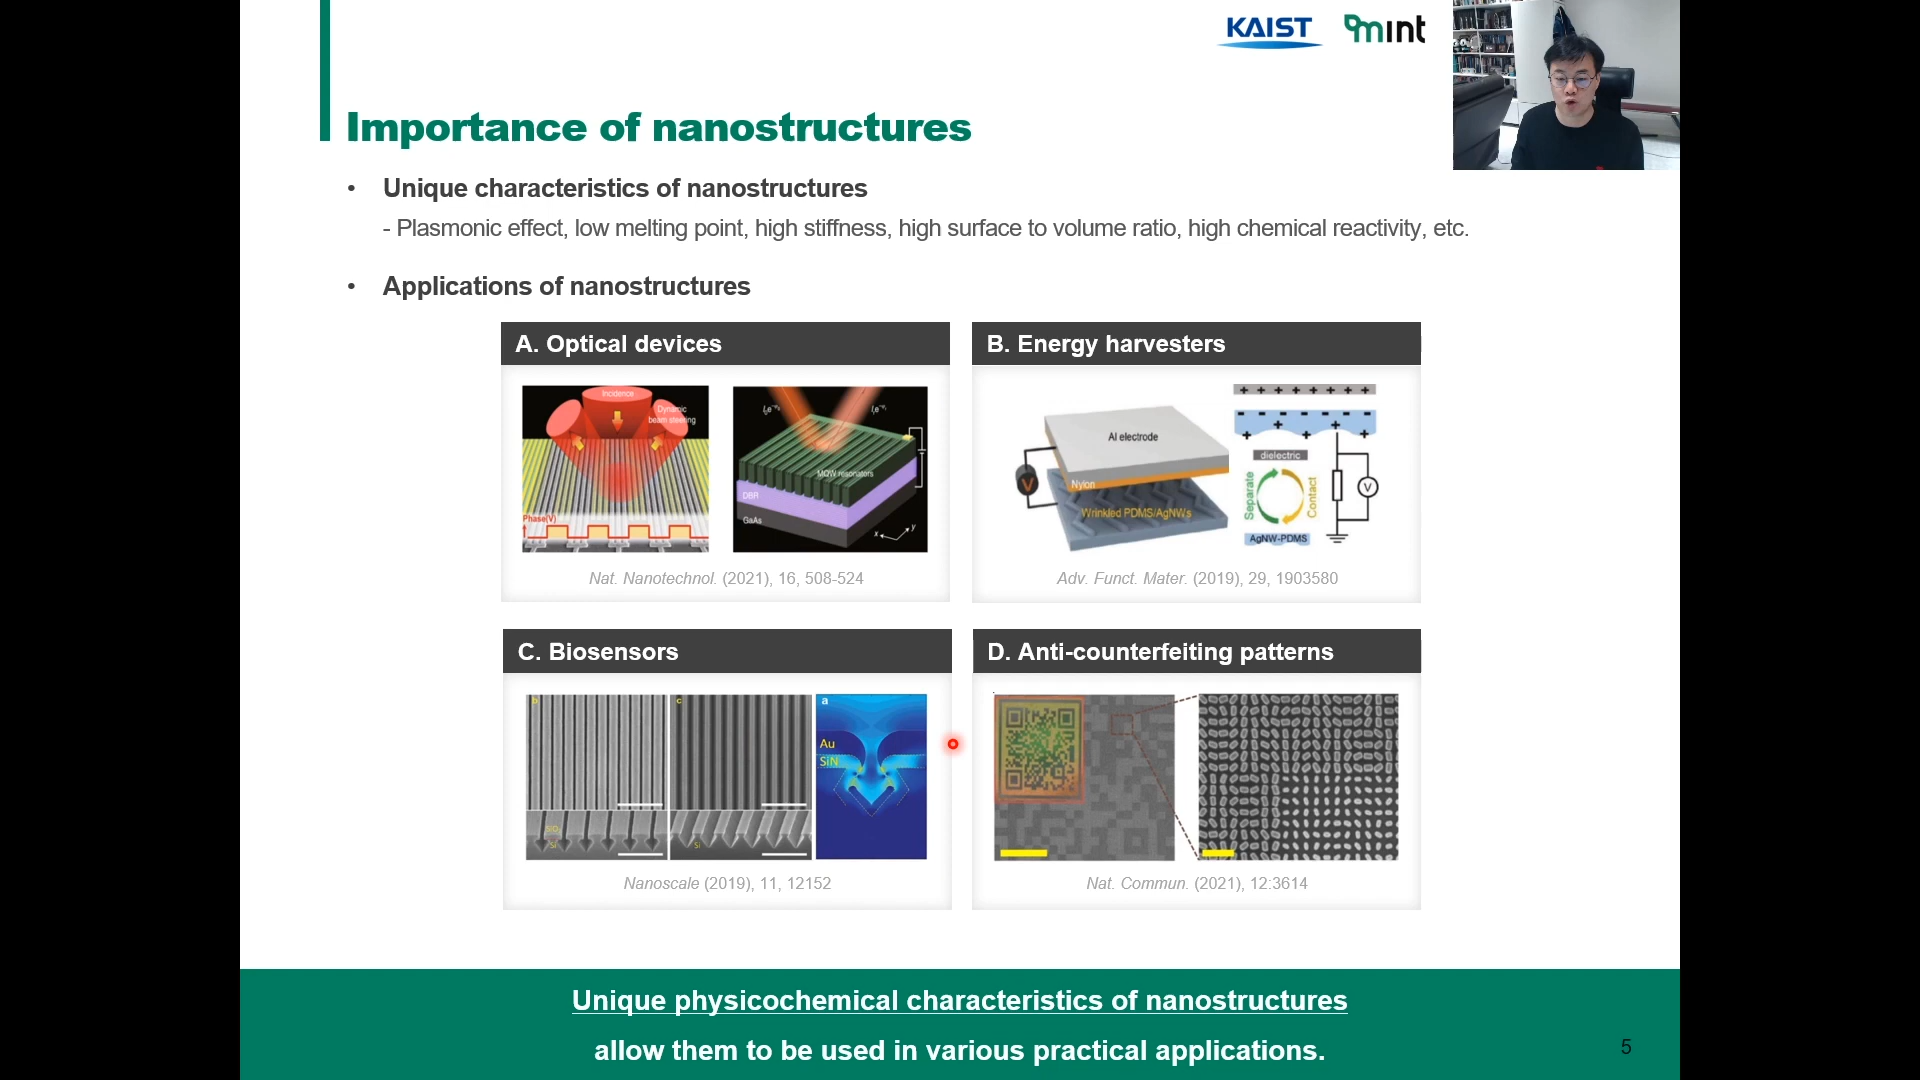 KAIST
mint
Importance of nanostructures
• Unique characteristics of nanostructures
- Plasmonic effect, low melting point, high stiffness, high surface to volume ratio, high chemical reactivity, etc.
• Applications of nanostructures
A. Optical devices
Incidence
Dynamic
beam steering
Phase(V)
MQW resonators
DBR
GaAs
x
y
Nat. Nanotechnol. (2021), 16, 508-524
B. Energy harvesters
Al electrode
Nylon
Wrinkled PDMS/AgNWs
V
+ + + + + + + +
- - - - - - - -
+ + + + +
dielectric
Separate
Contact
AgNW-PDMS
V
Adv. Funct. Mater. (2019), 29, 1903580
C. Biosensors
b
c
a
Au
SiN
Si
Si
Nanoscale (2019), 11, 12152
D. Anti-counterfeiting patterns
Nat. Commun. (2021), 12:3614
Unique physicochemical characteristics of nanostructures
allow them to be used in various practical applications.
5